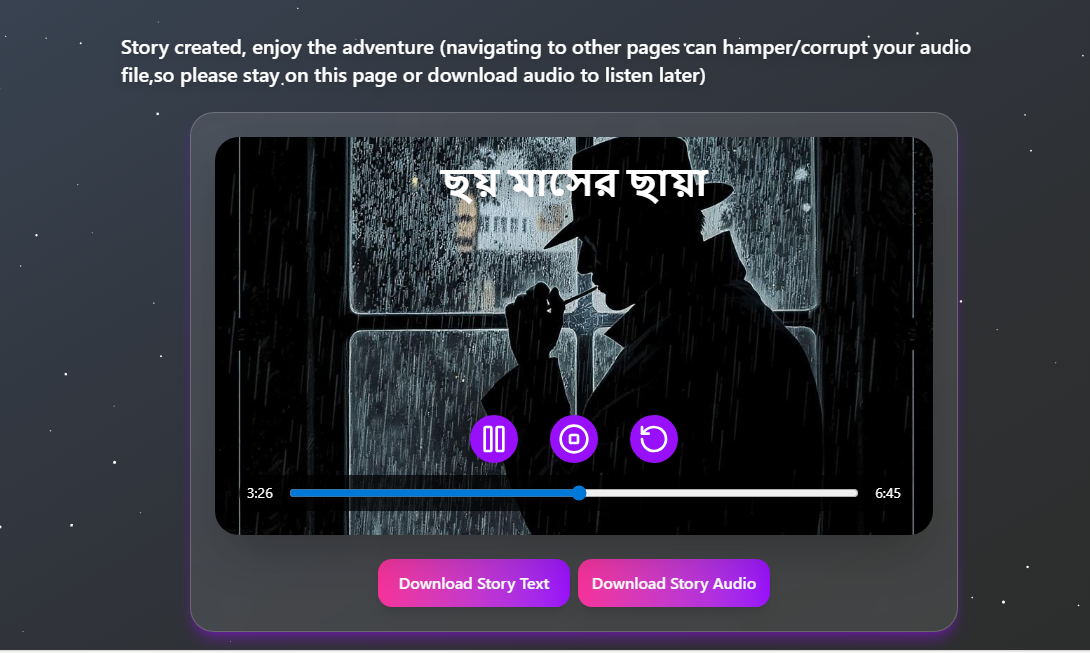 Story created, enjoy the adventure (navigating to other pages can hamper/corrupt your audio
file,so please stay on this page or download audio to listen later)
ছয় মাসের ছায়া
3:26
6:45
Download Story Text
Download Story Audio